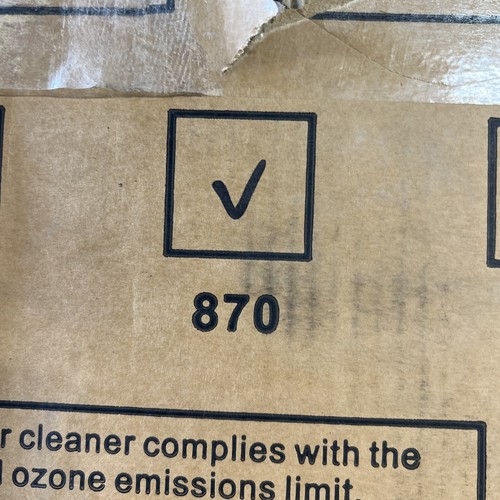 870
cleaner complies with the
ozone emissions limit.